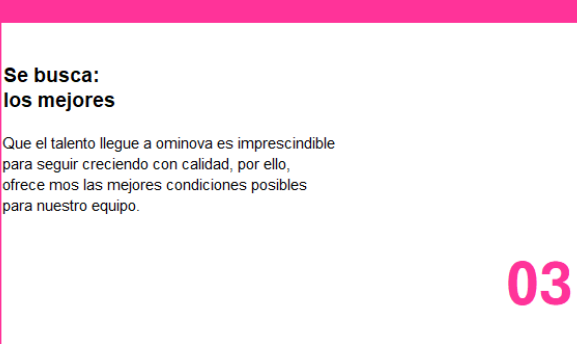 Se busca:
los mejores
Que el talento llegue a ominova es imprescindible
para seguir creciendo con calidad, por ello,
ofrece mos las mejores condiciones posibles
para nuestro equipo.
03